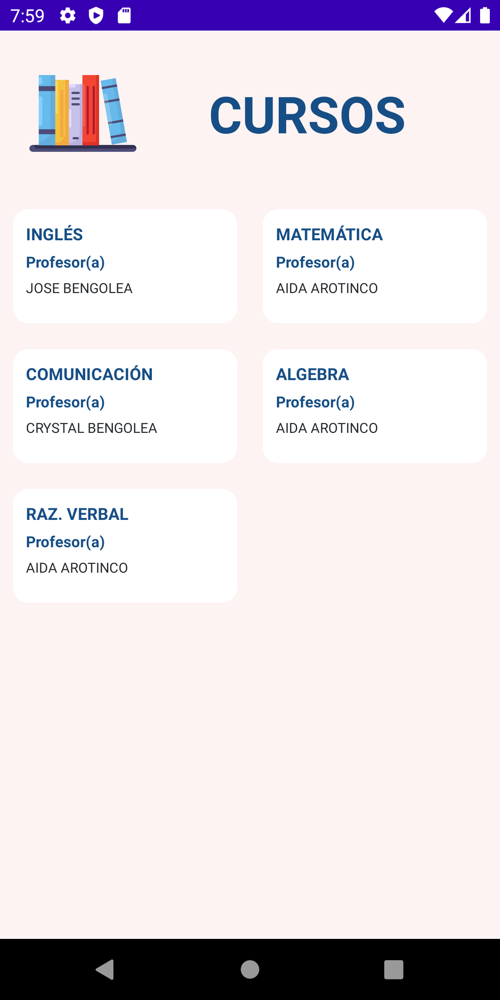 7:59
CURSOS
INGLÉS
Profesor(a)
JOSE BENGOLEA
MATEMÁTICA
Profesor(a)
AIDA AROTINCO
COMUNICACIÓN
Profesor(a)
CRYSTAL BENGOLEA
ALGEBRA
Profesor(a)
AIDA AROTINCO
RAZ. VERBAL
Profesor(a)
AIDA AROTINCO